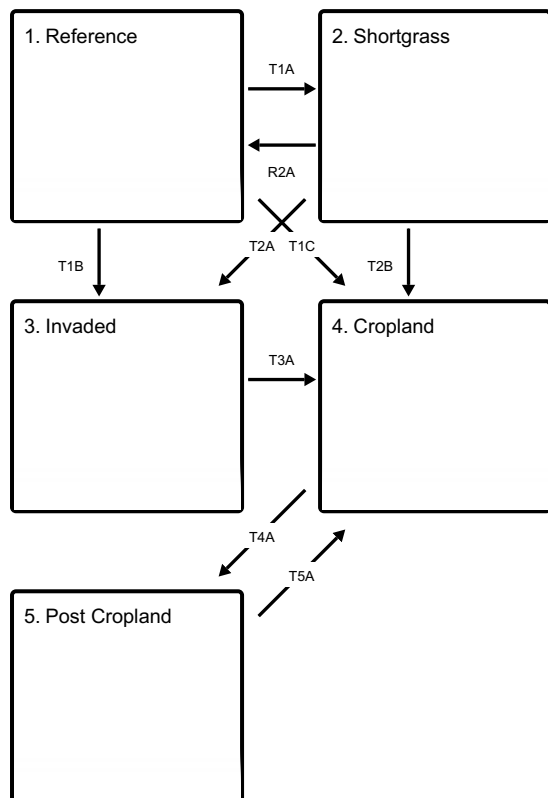 1. Reference
2. Shortgrass
T1A
R2A
T1B
T2A
T1C
T2B
3. Invaded
4. Cropland
T3A
T4A
T5A
5. Post Cropland